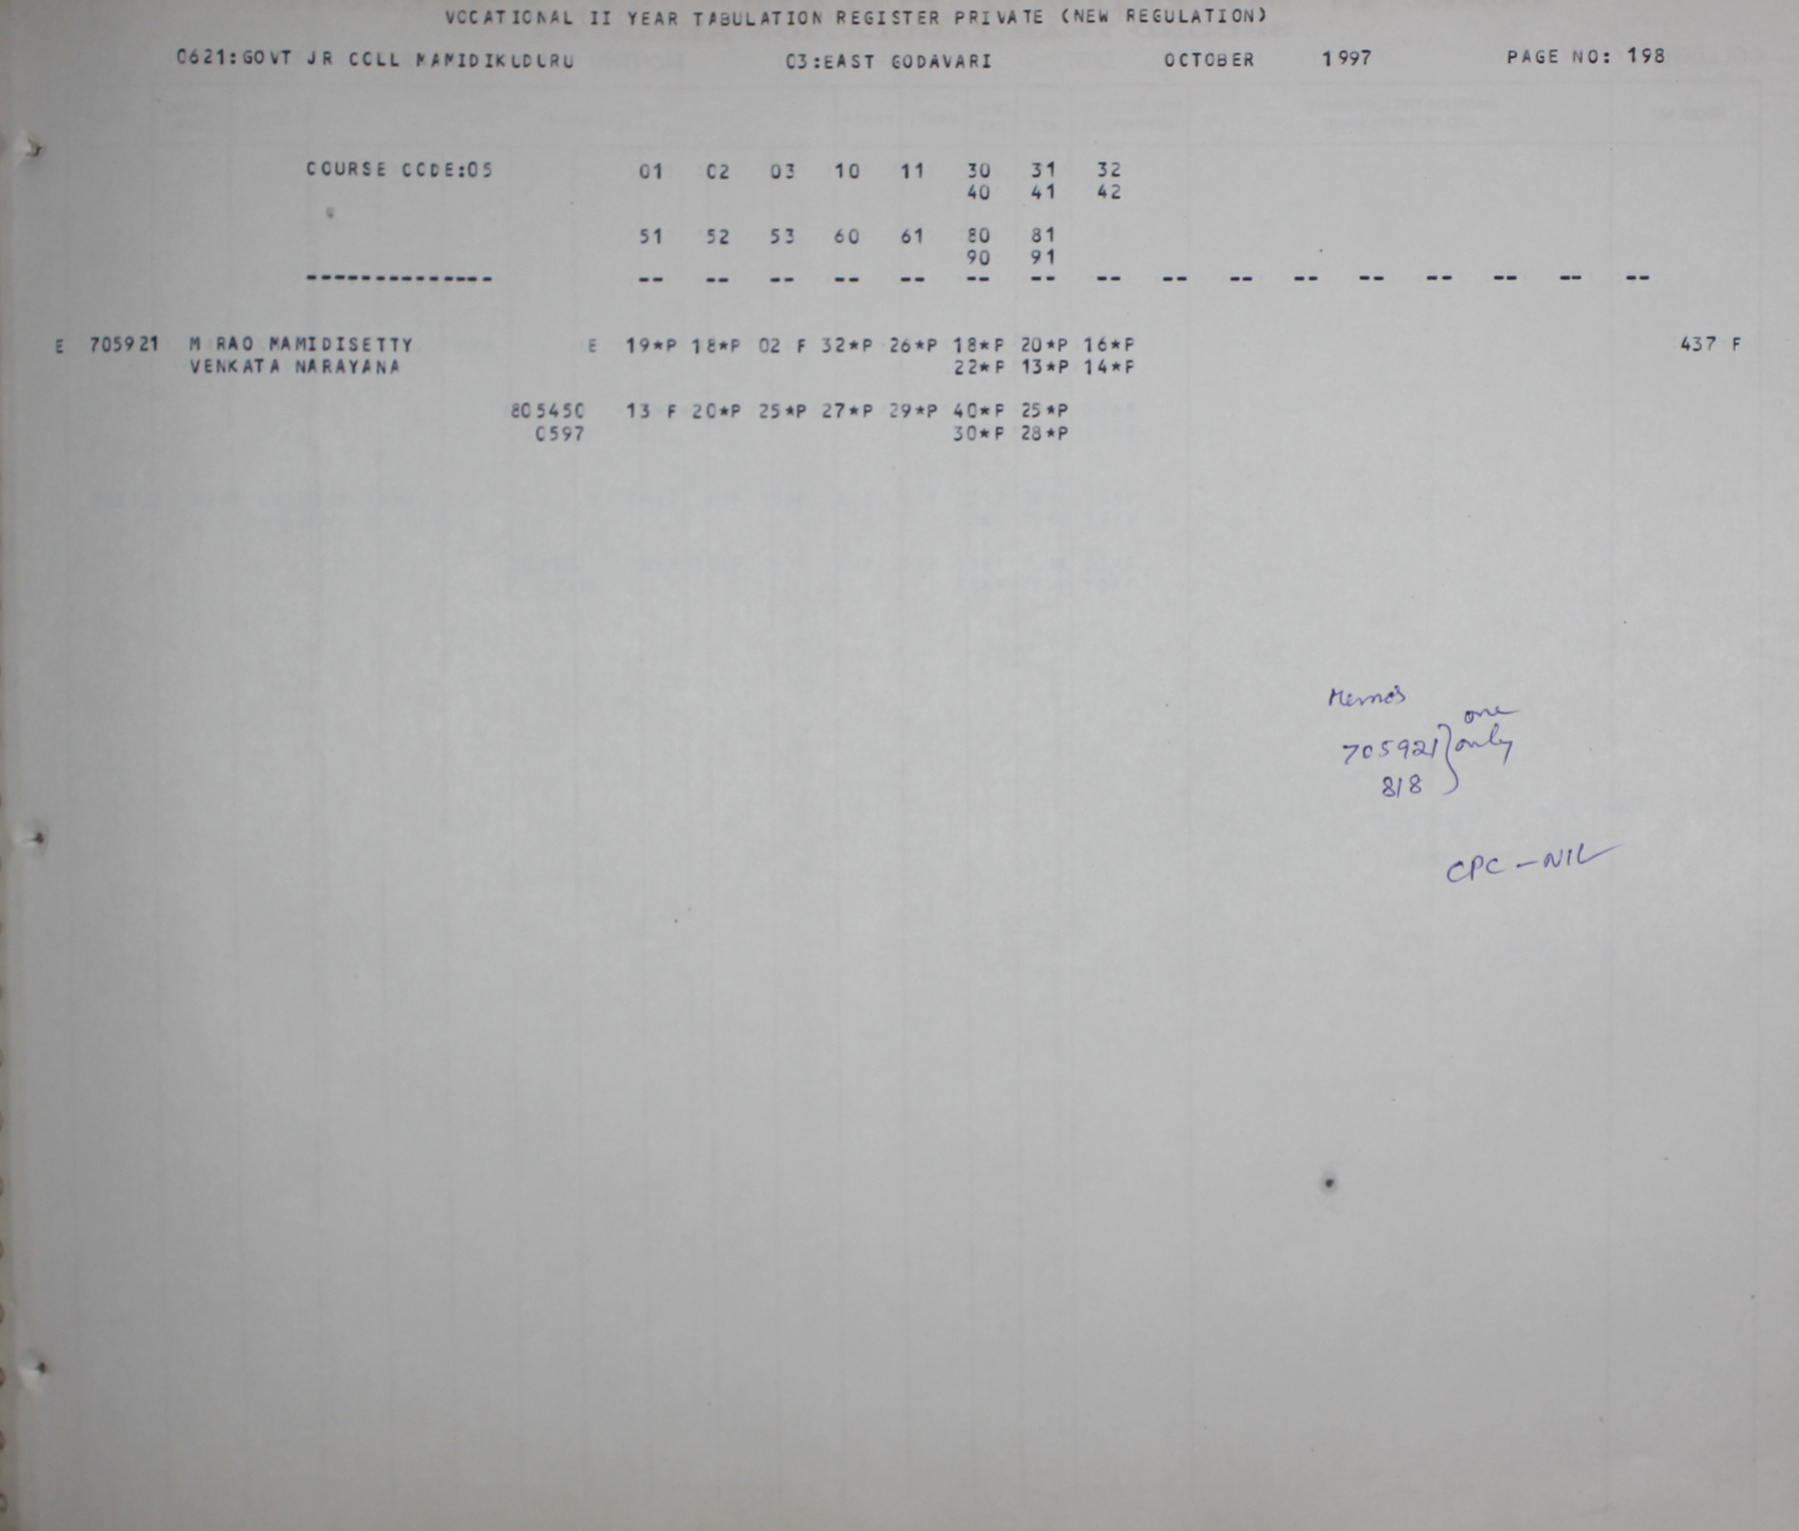 VOCATIONAL II YEAR TABULATION REGISTER PRIVATE (NEW REGULATION)
0621:GOVT JR COLL MAMIDIKUDURU 03:EAST GODAVARI OCTOBER 1997 PAGE NO: 198
COURSE CODE:05 01 02 03 10 11 30 31 32
40 41 42
51 52 53 60 61 80 81
90 91
-------------- -- -- -- -- -- -- -- -- -- -- -- -- -- -- -- --
E 705921 M RAO MAMIDISETTY E 19*P 18*P 02 F 32*P 26*P 18*P 20*P 16*P 437 F
VENKATA NARAYANA 22*P 13*P 14*P
805450 13 F 20*P 25*P 27*P 29*P 40*P 25*P
0597 30*P 28*P
Memos
one
705921 } only
818
CPC - NIL